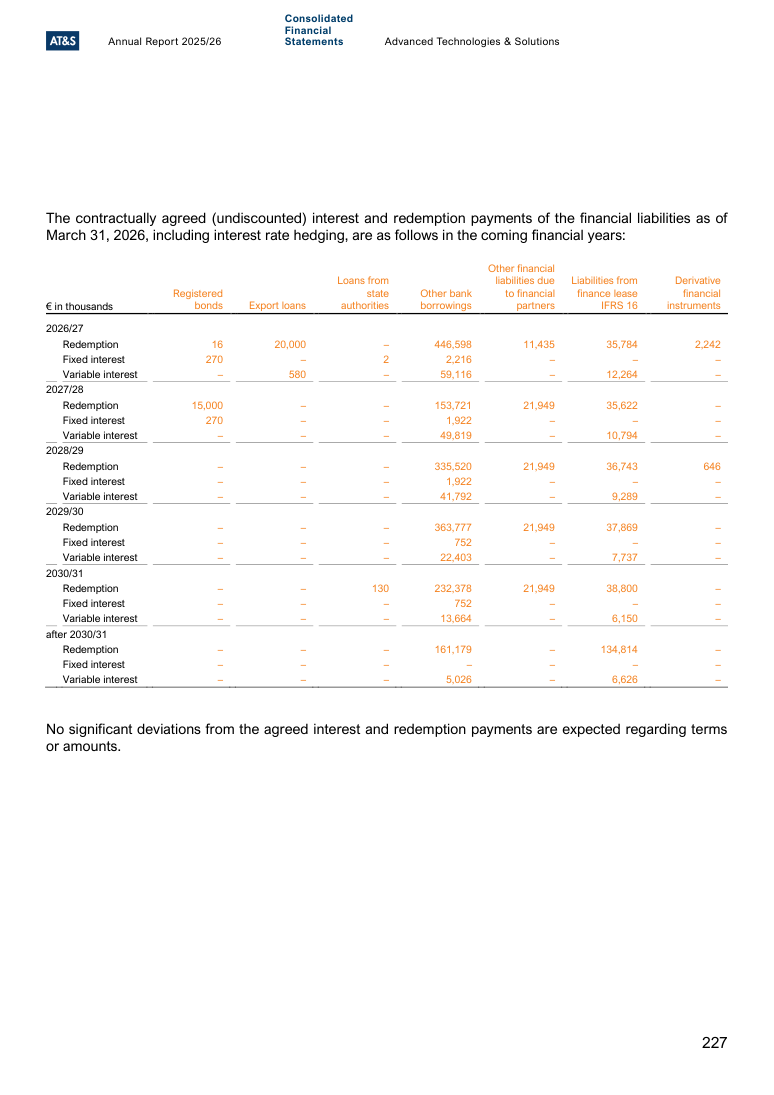 AT&S
Annual Report 2025/26
Consolidated
Financial
Statements
Advanced Technologies & Solutions
The contractually agreed (undiscounted) interest and redemption payments of the financial liabilities as of
March 31, 2026, including interest rate hedging, are as follows in the coming financial years:
€ in thousands
Registered
bonds
Export loans
Loans from
state
authorities
Other bank
borrowings
Other financial
liabilities due
to financial
partners
Liabilities from
finance lease
IFRS 16
Derivative
financial
instruments
2026/27
Redemption 16 20,000 – 446,598 11,435 35,784 2,242
Fixed interest 270 – 2 2,216 – – –
Variable interest – 580 – 59,116 – 12,264 –
2027/28
Redemption 15,000 – – 153,721 21,949 35,622 –
Fixed interest 270 – – 1,922 – – –
Variable interest – – – 49,819 – 10,794 –
2028/29
Redemption – – – 335,520 21,949 36,743 646
Fixed interest – – – 1,922 – – –
Variable interest – – – 41,792 – 9,289 –
2029/30
Redemption – – – 363,777 21,949 37,869 –
Fixed interest – – – 752 – – –
Variable interest – – – 22,403 – 7,737 –
2030/31
Redemption – – 130 232,378 21,949 38,800 –
Fixed interest – – – 752 – – –
Variable interest – – – 13,664 – 6,150 –
after 2030/31
Redemption – – – 161,179 – 134,814 –
Fixed interest – – – – – – –
Variable interest – – – 5,026 – 6,626 –
No significant deviations from the agreed interest and redemption payments are expected regarding terms
or amounts.
227